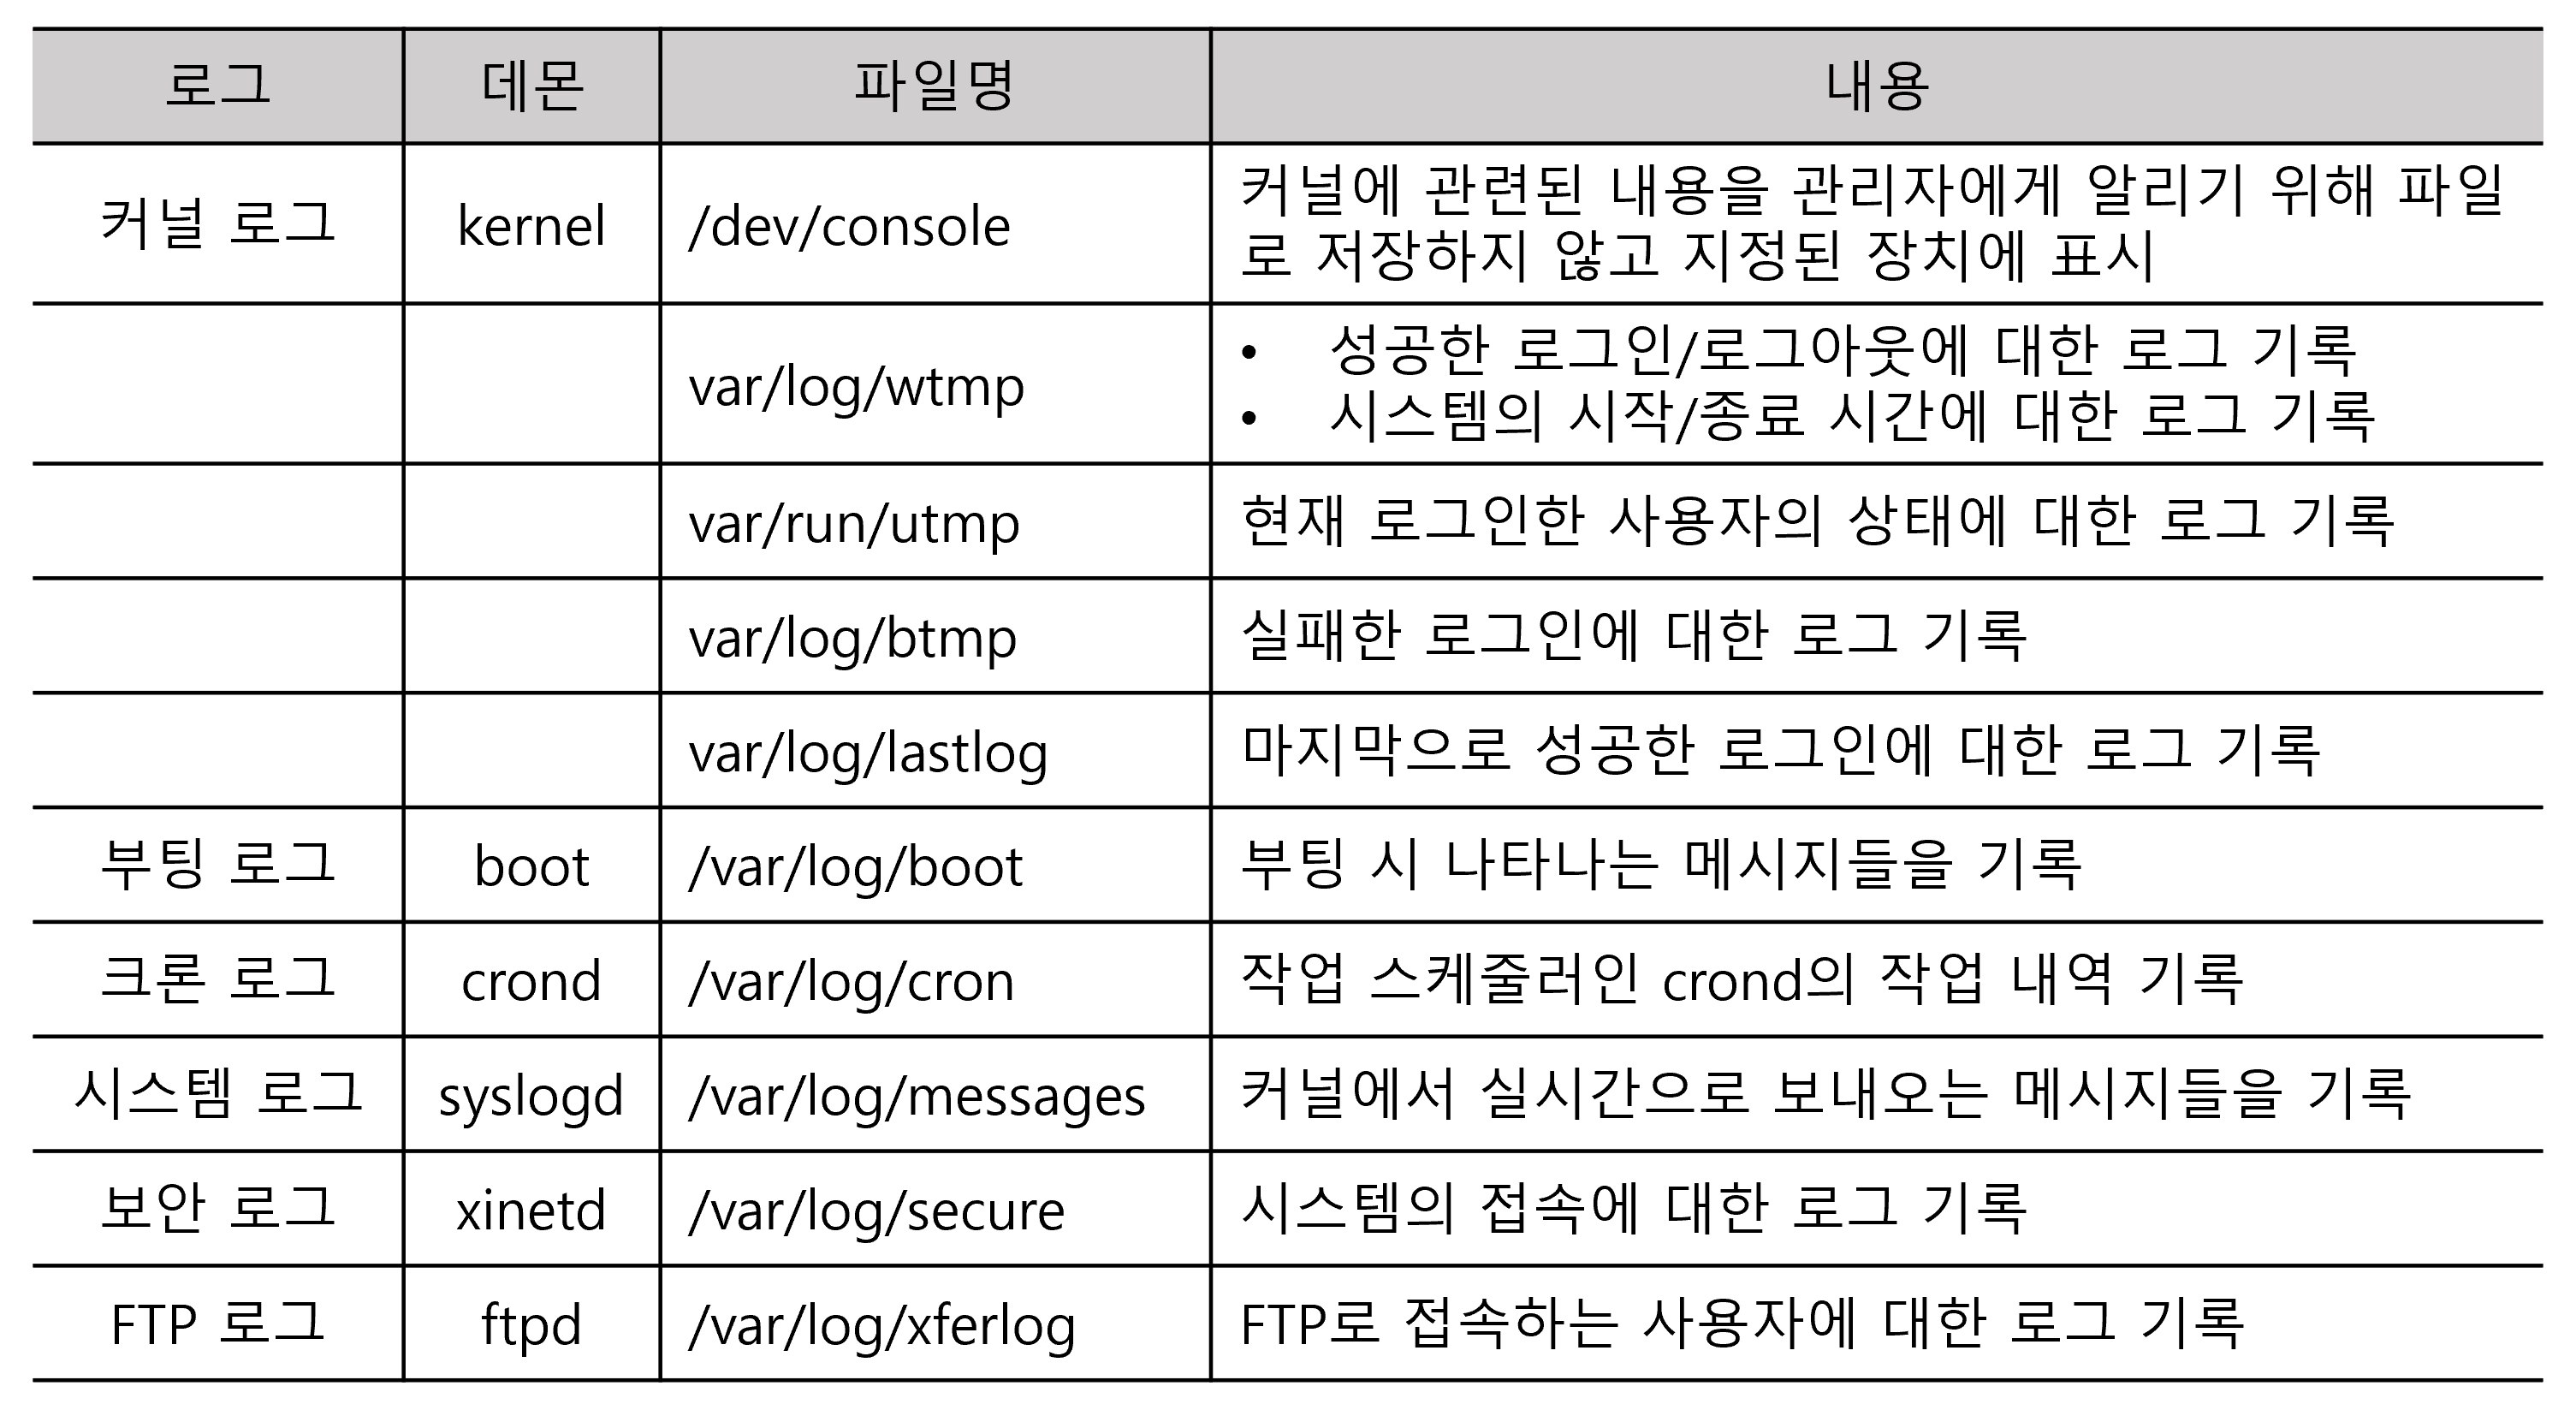 로그 데몬 파일명 내용
커널 로그 kernel /dev/console 커널에 관련된 내용을 관리자에게 알리기 위해 파일
로 저장하지 않고 지정된 장치에 표시
var/log/wtmp
• 성공한 로그인/로그아웃에 대한 로그 기록
• 시스템의 시작/종료 시간에 대한 로그 기록
var/run/utmp 현재 로그인한 사용자의 상태에 대한 로그 기록
var/log/btmp 실패한 로그인에 대한 로그 기록
var/log/lastlog 마지막으로 성공한 로그인에 대한 로그 기록
부팅 로그 boot /var/log/boot 부팅 시 나타나는 메시지들을 기록
크론 로그 crond /var/log/cron 작업 스케줄러인 crond의 작업 내역 기록
시스템 로그 syslogd /var/log/messages 커널에서 실시간으로 보내오는 메시지들을 기록
보안 로그 xinetd /var/log/secure 시스템의 접속에 대한 로그 기록
FTP 로그 ftpd /var/log/xferlog FTP로 접속하는 사용자에 대한 로그 기록